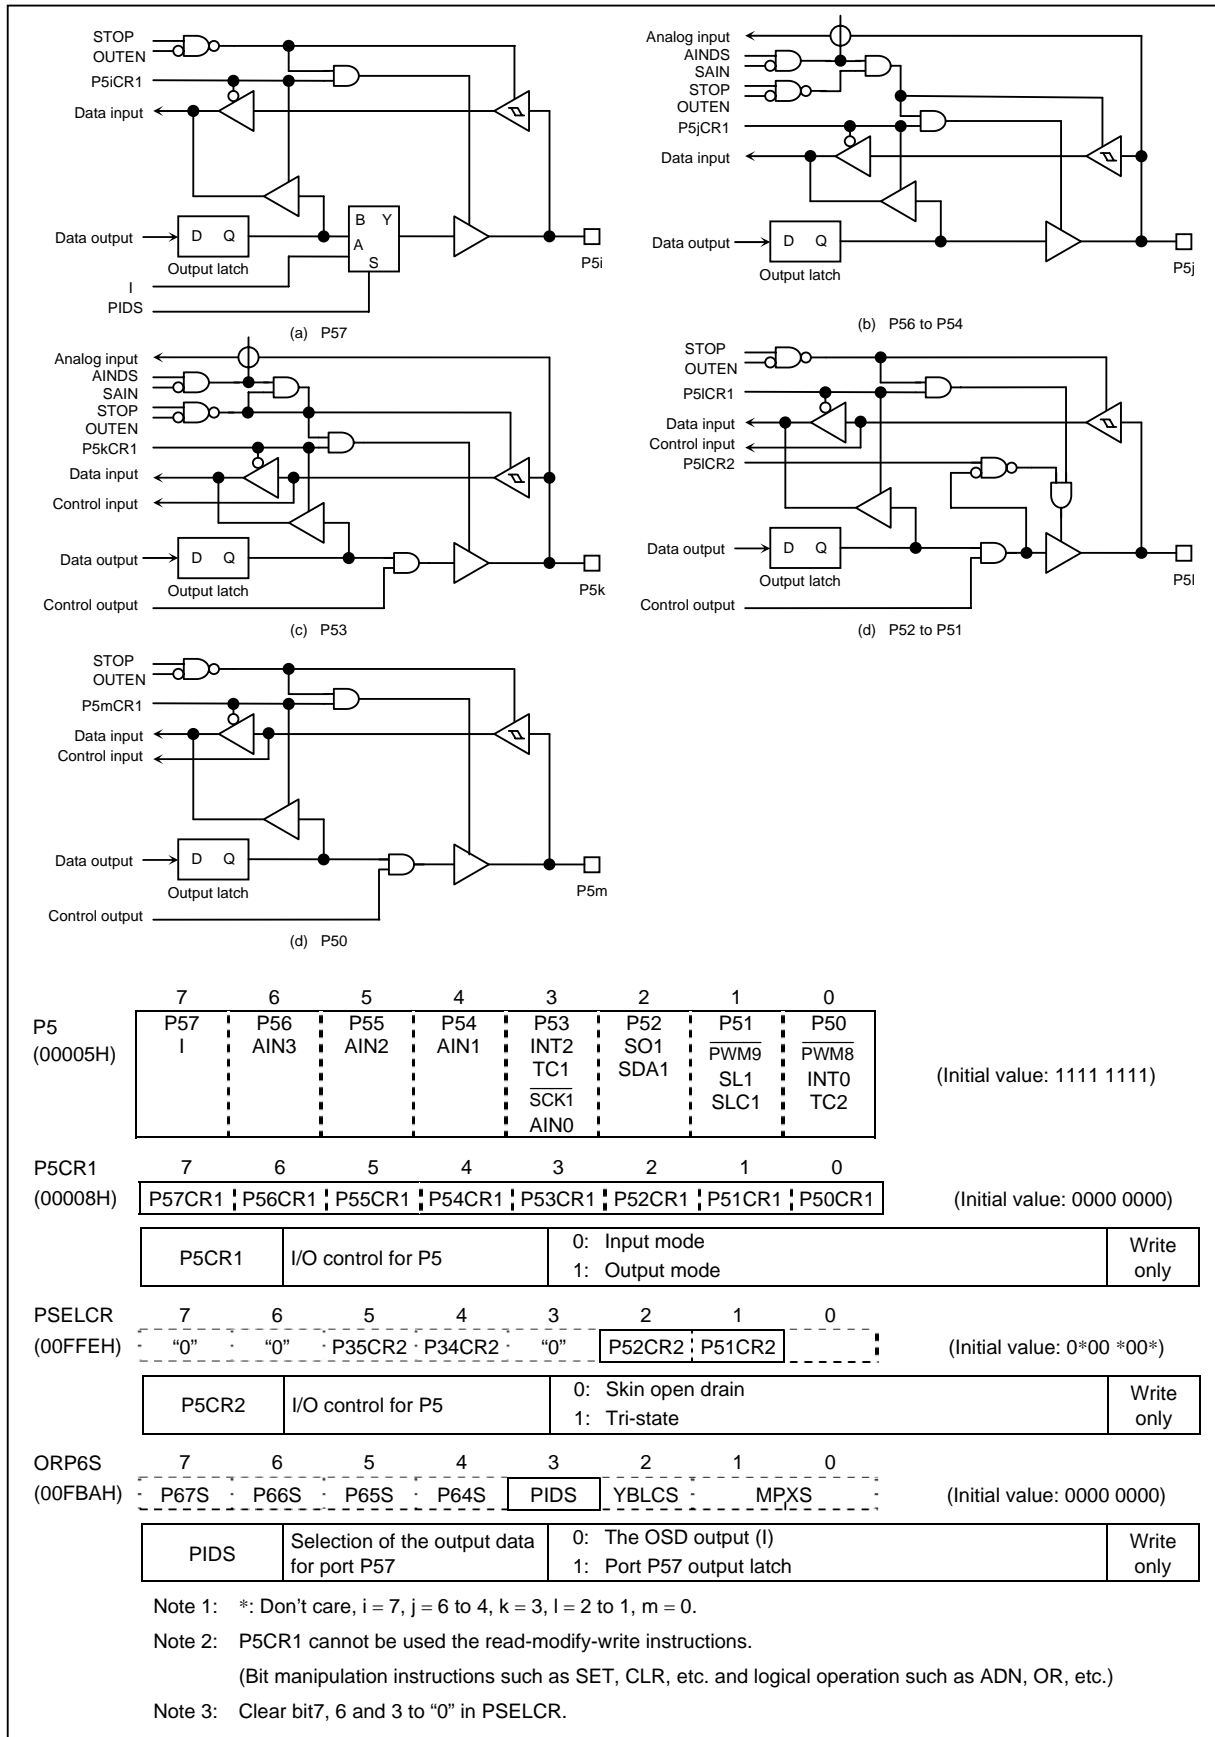 STOP
OUTEN
P5iCR1
Data input
Data output
D Q
Output latch
B Y
A
S
I
PIDS
P5i
(a) P57
Analog input
AINDS
SAIN
STOP
OUTEN
P5jCR1
Data input
Data output
D Q
Output latch
P5j
(b) P56 to P54
Analog input
AINDS
SAIN
STOP
OUTEN
P5kCR1
Data input
Control input
Data output
D Q
Output latch
Control output
P5k
(c) P53
STOP
OUTEN
P5lCR1
Data input
Control input
P5lCR2
Data output
D Q
Output latch
Control output
P5l
(d) P52 to P51
STOP
OUTEN
P5mCR1
Data input
Control input
Data output
D Q
Output latch
Control output
P5m
(d) P50
7 6 5 4 3 2 1 0
P5
(00005H)
P57 P56 P55 P54 P53 P52 P51 P50
I AIN3 AIN2 AIN1 INT2 SO1 PWM9 PWM8
TC1 SDA1 SL1 INT0
SCK1 SLC1 TC2
AIN0
(Initial value: 1111 1111)
P5CR1 7 6 5 4 3 2 1 0
(00008H) P57CR1 P56CR1 P55CR1 P54CR1 P53CR1 P52CR1 P51CR1 P50CR1 (Initial value: 0000 0000)
P5CR1 I/O control for P5
0: Input mode
1: Output mode
Write
only
PSELCR 7 6 5 4 3 2 1 0
(00FFEH) “0” “0” P35CR2 P34CR2 “0” P52CR2 P51CR2 (Initial value: 0*00 *00*)
P5CR2 I/O control for P5
0: Skin open drain
1: Tri-state
Write
only
ORP6S 7 6 5 4 3 2 1 0
(00FBAH) P67S P66S P65S P64S PIDS YBLCS MPXS (Initial value: 0000 0000)
PIDS
Selection of the output data
for port P57
0: The OSD output (I)
1: Port P57 output latch
Write
only
Note 1: *: Don’t care, i = 7, j = 6 to 4, k = 3, l = 2 to 1, m = 0.
Note 2: P5CR1 cannot be used the read-modify-write instructions.
(Bit manipulation instructions such as SET, CLR, etc. and logical operation such as ADN, OR, etc.)
Note 3: Clear bit7, 6 and 3 to “0” in PSELCR.